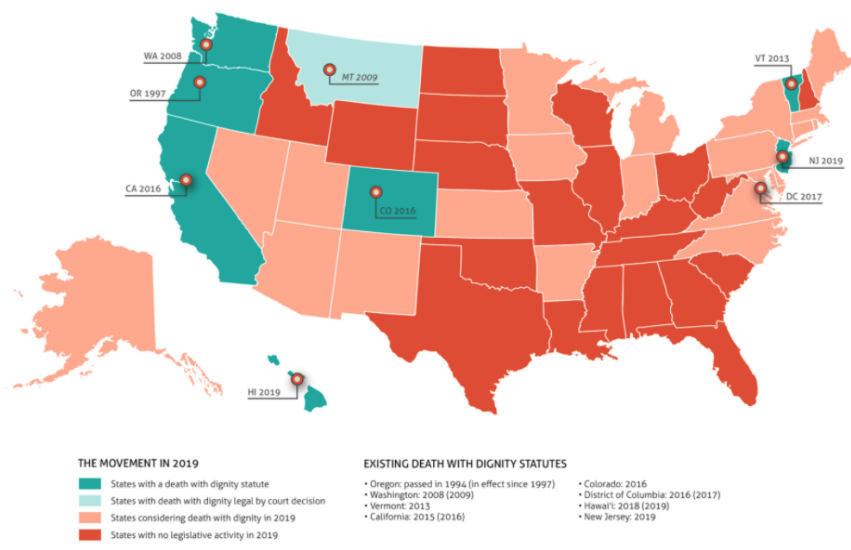 WA 2008
OR 1997
MT 2009
VT 2013
CA 2016
CO 2016
NJ 2019
DC 2017
HI 2019
THE MOVEMENT IN 2019
States with a death with dignity statute
States with death with dignity legal by court decision
States considering death with dignity in 2019
States with no legislative activity in 2019
EXISTING DEATH WITH DIGNITY STATUTES
• Oregon: passed in 1994 (in effect since 1997)
• Washington: 2008 (2009)
• Vermont: 2013
• California: 2015 (2016)
• Colorado: 2016
• District of Columbia: 2016 (2017)
• Hawai'i: 2018 (2019)
• New Jersey: 2019